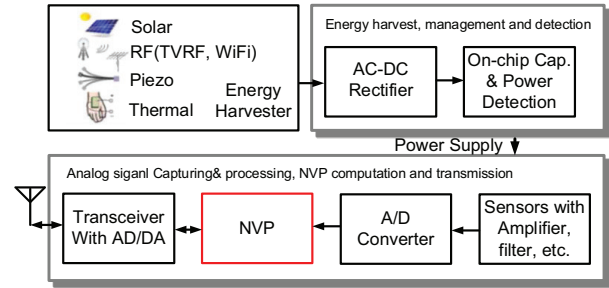 Solar
RF(TVRF, WiFi)
Piezo
Thermal
Energy
Harvester
Energy harvest, management and detection
AC-DC
Rectifier
On-chip Cap.
& Power
Detection
Power Supply
Analog siganl Capturing& processing, NVP computation and transmission
Transceiver
With AD/DA
NVP
A/D
Converter
Sensors with
Amplifier,
filter, etc.